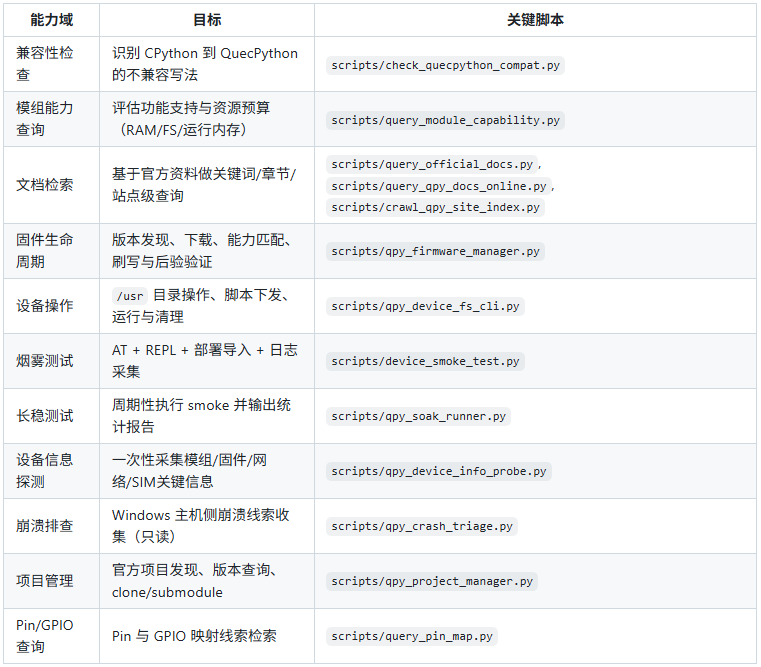 能力域 目标 关键脚本
兼容性检
查
识别 CPython 到 QuecPython
的不兼容写法
scripts/check_quecpython_compat.py
模组能力
查询
评估功能支持与资源预算
（RAM/FS/运行内存）
scripts/query_module_capability.py
文档检索
基于官方资料做关键词/章节/
站点级查询
scripts/query_official_docs.py,
scripts/query_qpy_docs_online.py,
scripts/crawl_qpy_site_index.py
固件生命
周期
版本发现、下载、能力匹配、
刷写与后验验证
scripts/qpy_firmware_manager.py
设备操作
/usr 目录操作、脚本下发、
运行与清理
scripts/qpy_device_fs_cli.py
烟雾测试
AT + REPL + 部署导入 + 日志
采集
scripts/device_smoke_test.py
长稳测试
周期性执行 smoke 并输出统
计报告
scripts/qpy_soak_runner.py
设备信息
探测
一次性采集模组/固件/网
络/SIM关键信息
scripts/qpy_device_info_probe.py
崩溃排查
Windows 主机侧崩溃线索收
集（只读）
scripts/qpy_crash_triage.py
项目管理
官方项目发现、版本查询、
clone/submodule
scripts/qpy_project_manager.py
Pin/GPIO
查询
Pin 与 GPIO 映射线索检索
scripts/query_pin_map.py